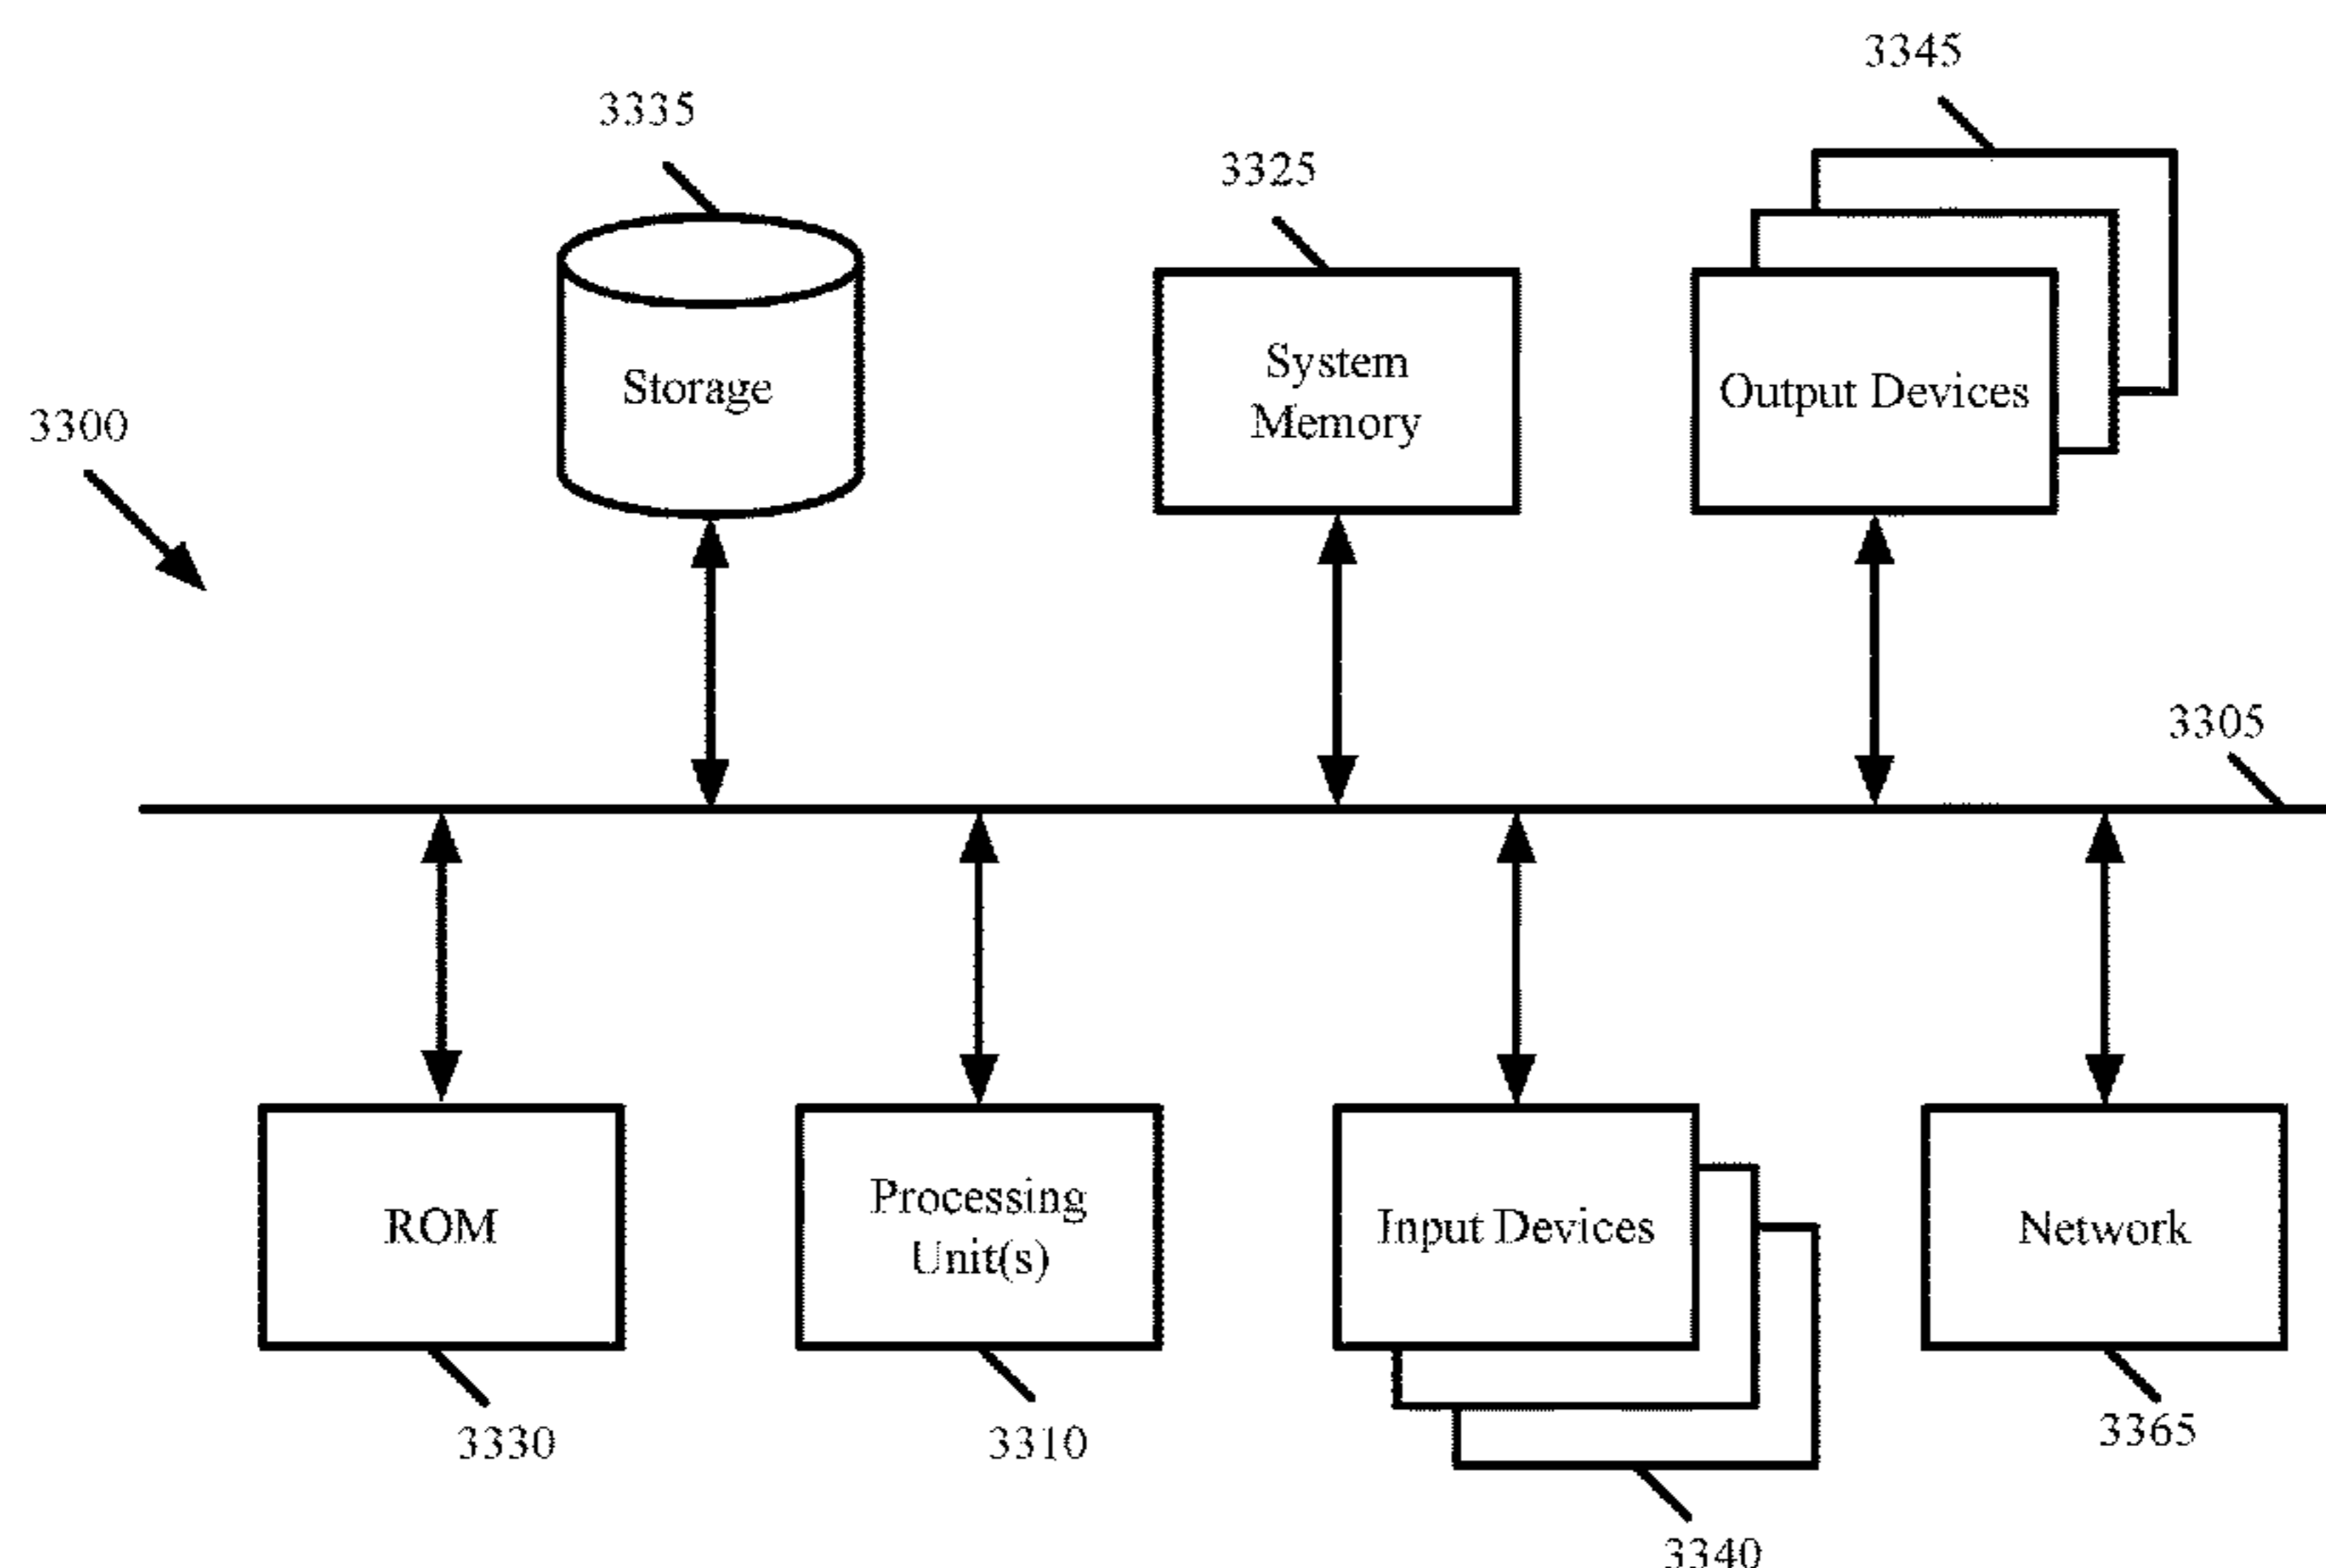 3345
3335
3325
System
Memory
Storage
Output Devices
3300
3305
Processing
Unit(s)
ROM
Input Devices
Network
3330
3310
3365
3340